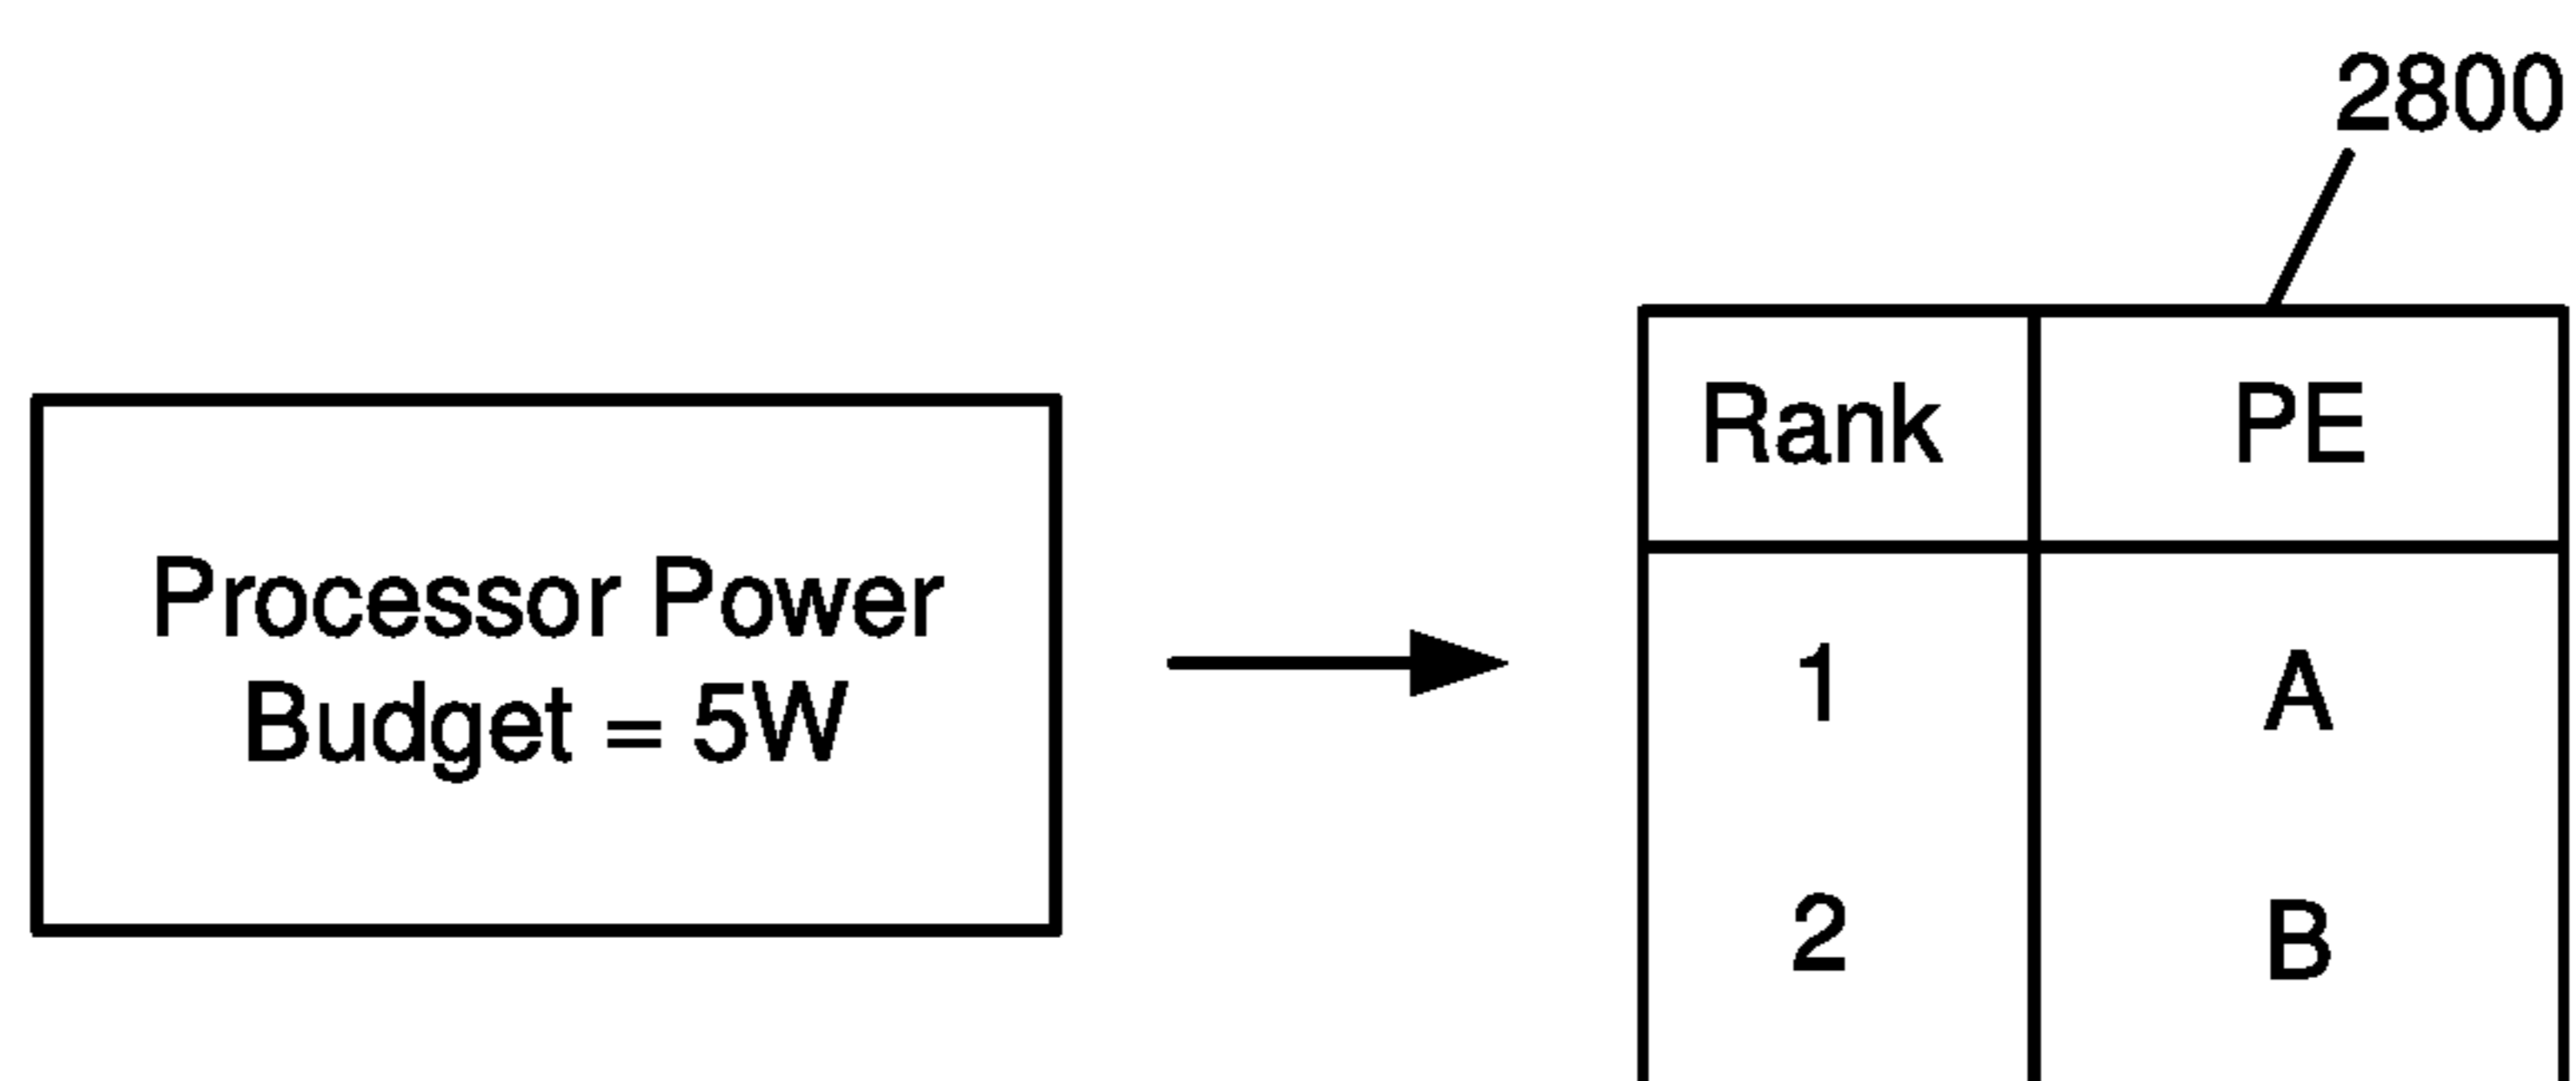 2800
Rank PE
Processor Power
Budget = 5W
1 A
2 B